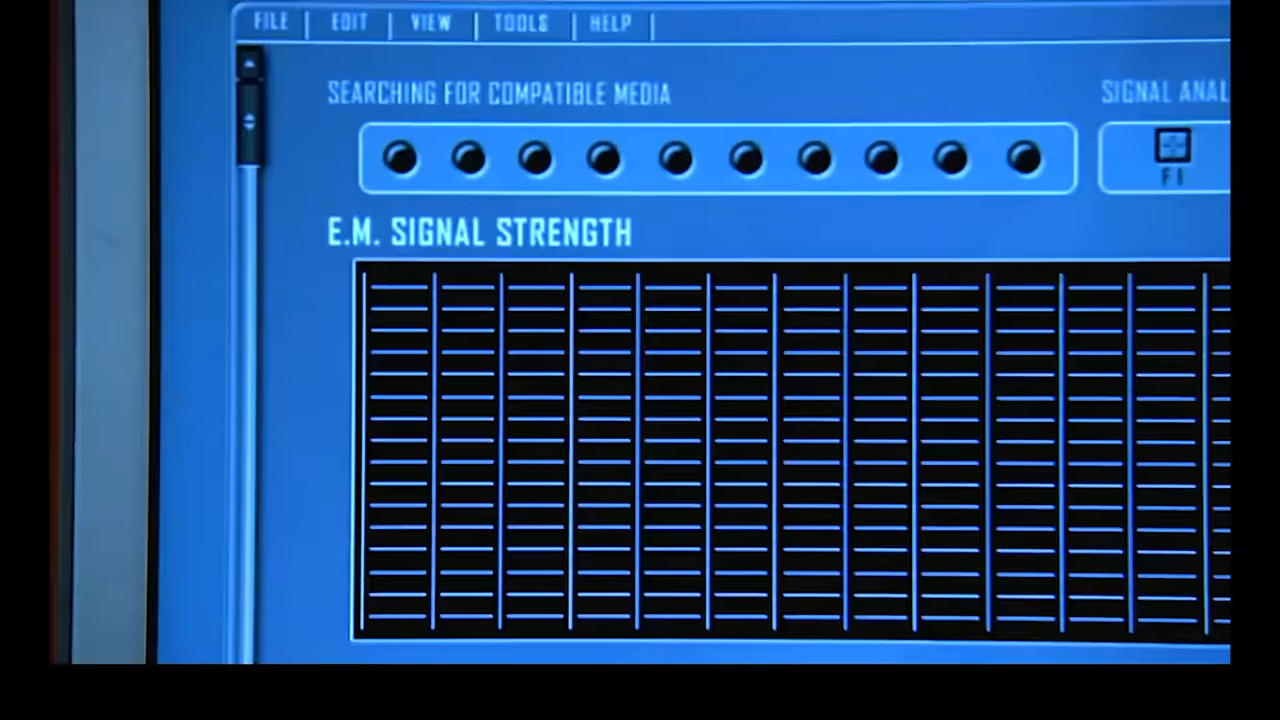 FILE EDIT VIEW TOOLS HELP
SEARCHING FOR COMPATIBLE MEDIA
SIGNAL ANAL
F1
E.M. SIGNAL STRENGTH